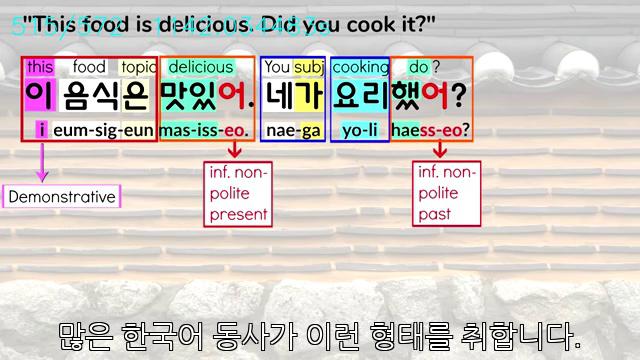 "This food is delicious. Did you cook it?"
this food topic delicious You subj cooking do ?
이 음식은 맛있어. 네가 요리했어?
i eum-sig-eun mas-iss-eo. nae-ga yo-li haess-eo?
Demonstrative
inf. non-polite present
inf. non-polite past
많은 한국어 동사가 이런 형태를 취합니다.